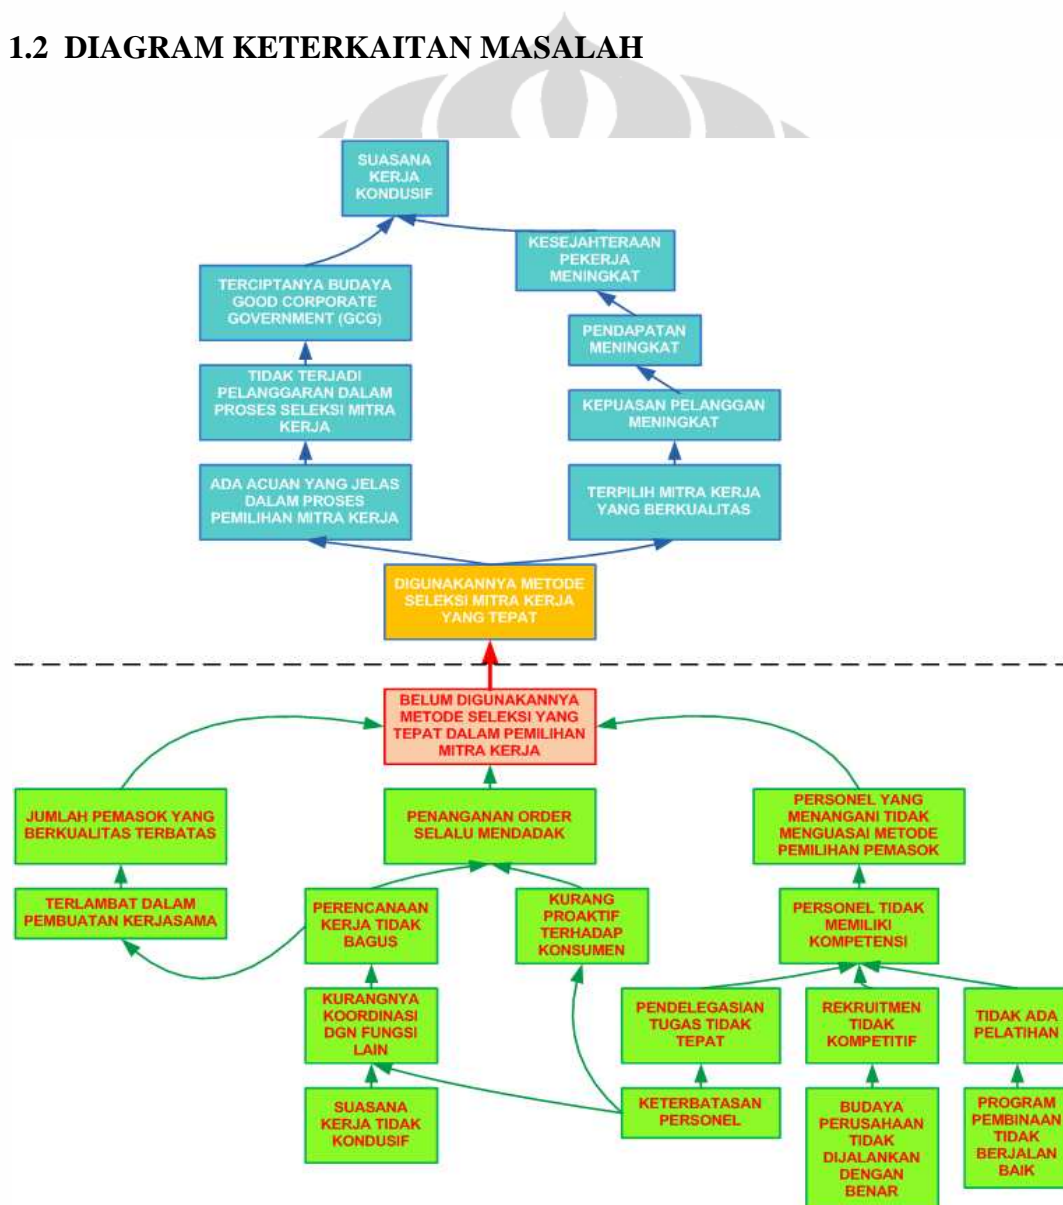 1.2 DIAGRAM KETERKAITAN MASALAH
SUASANA
KERJA
KONDUSIF
KESEJAHTERAAN
PEKERJA
MENINGKAT
TERCIPTANYA BUDAYA
GOOD CORPORATE
GOVERNMENT (GCG)
PENDAPATAN
MENINGKAT
TIDAK TERJADI
PELANGGARAN DALAM
PROSES SELEKSI MITRA
KERJA
KEPUASAN PELANGGAN
MENINGKAT
ADA ACUAN YANG JELAS
DALAM PROSES
PEMILIHAN MITRA KERJA
TERPILIH MITRA KERJA
YANG BERKUALITAS
DIGUNAKANNYA METODE
SELEKSI MITRA KERJA
YANG TEPAT
BELUM DIGUNAKANNYA
METODE SELEKSI YANG
TEPAT DALAM PEMILIHAN
MITRA KERJA
JUMLAH PEMASOK YANG
BERKUALITAS TERBATAS
PENANGANAN ORDER
SELALU MENDADAK
PERSONEL YANG
MENANGANI TIDAK
MENGUASAI METODE
PEMILIHAN PEMASOK
TERLAMBAT DALAM
PEMBUATAN KERJASAMA
PERENCANAAN
KERJA TIDAK
BAGUS
KURANG
PROAKTIF
TERHADAP
KONSUMEN
PERSONEL TIDAK
MEMILIKI
KOMPETENSI
KURANGNYA
KOORDINASI
DGN FUNGSI
LAIN
PENDELEGASIAN
TUGAS TIDAK
TEPAT
REKRUITMEN
TIDAK
KOMPETITIF
TIDAK ADA
PELATIHAN
SUASANA
KERJA TIDAK
KONDUSIF
KETERBATASAN
PERSONEL
BUDAYA
PERUSAHAAN
TIDAK
DIJALANKAN
DENGAN
BENAR
PROGRAM
PEMBINAAN
TIDAK
BERJALAN
BAIK